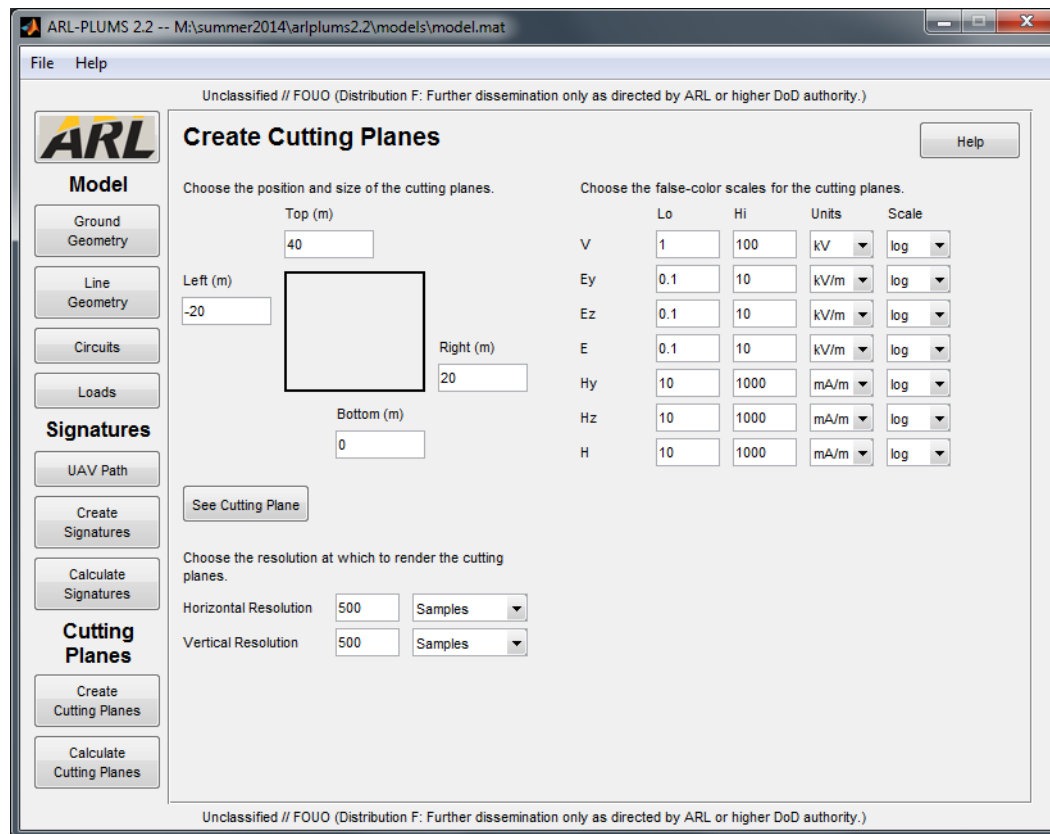 ARL-PLUMS 2.2 -- M:\summer2014\arlplums2.2\models\model.mat
File Help
Unclassified // FOUO (Distribution F: Further dissemination only as directed by ARL or higher DoD authority.)
ARL
Model
Ground
Geometry
Line
Geometry
Circuits
Loads
Signatures
UAV Path
Create
Signatures
Calculate
Signatures
Cutting
Planes
Create
Cutting Planes
Calculate
Cutting Planes
Create Cutting Planes
Help
Choose the position and size of the cutting planes.
Top (m)
40
Left (m)
-20
Right (m)
20
Bottom (m)
0
See Cutting Plane
Choose the resolution at which to render the cutting
planes.
Horizontal Resolution 500 Samples
Vertical Resolution 500 Samples
Choose the false-color scales for the cutting planes.
Lo Hi Units Scale
V 1 100 kV log
Ey 0.1 10 kV/m log
Ez 0.1 10 kV/m log
E 0.1 10 kV/m log
Hy 10 1000 mA/m log
Hz 10 1000 mA/m log
H 10 1000 mA/m log
Unclassified // FOUO (Distribution F: Further dissemination only as directed by ARL or higher DoD authority.)